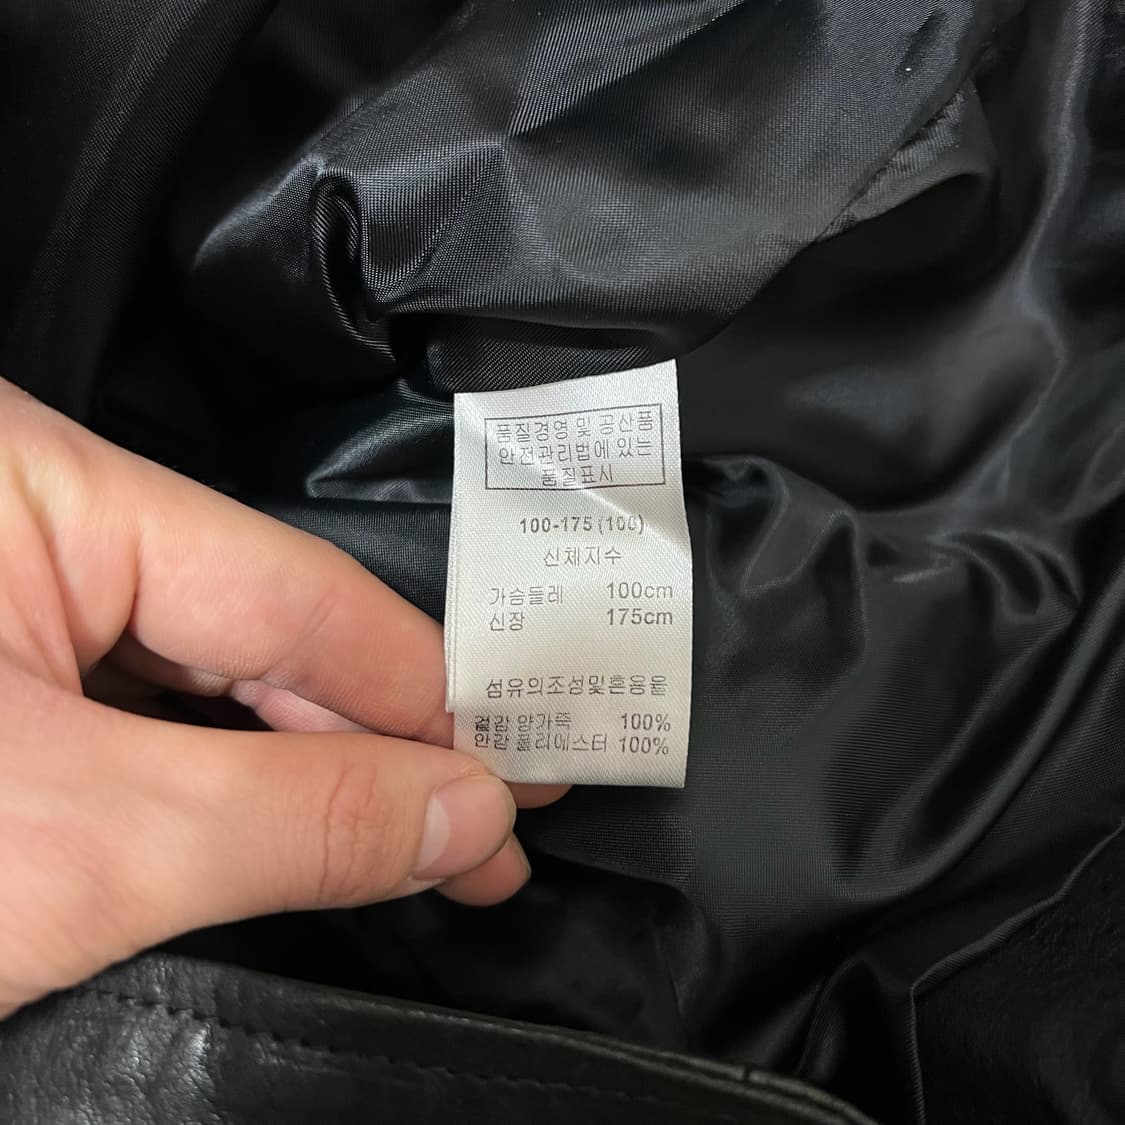 품질경영 및 공산품
안전관리법에 있는
품질표시
100-175 (100)
신체지수
가슴둘레 100cm
신장 175cm
섬유의조성및혼용율
겉감 양가죽 100%
안감 폴리에스터 100%